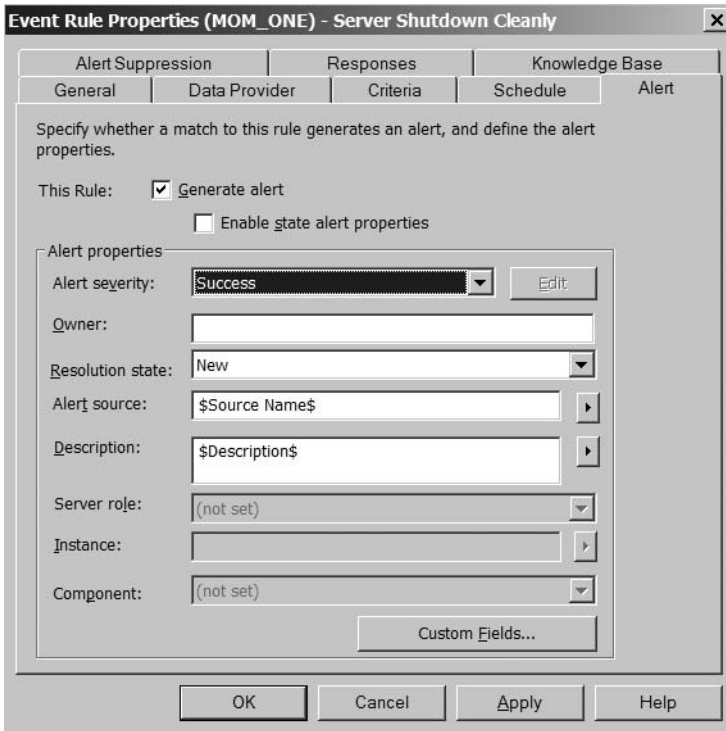 Event Rule Properties (MOM_ONE) - Server Shutdown Cleanly
Alert Suppression Responses Knowledge Base
General Data Provider Criteria Schedule Alert
Specify whether a match to this rule generates an alert, and define the alert
properties.
This Rule: Generate alert
Enable state alert properties
Alert properties
Alert severity: Success Edit
Owner:
Resolution state: New
Alert source: $Source Name$
Description: $Description$
Server role: (not set)
Instance:
Component: (not set)
Custom Fields...
OK Cancel Apply Help